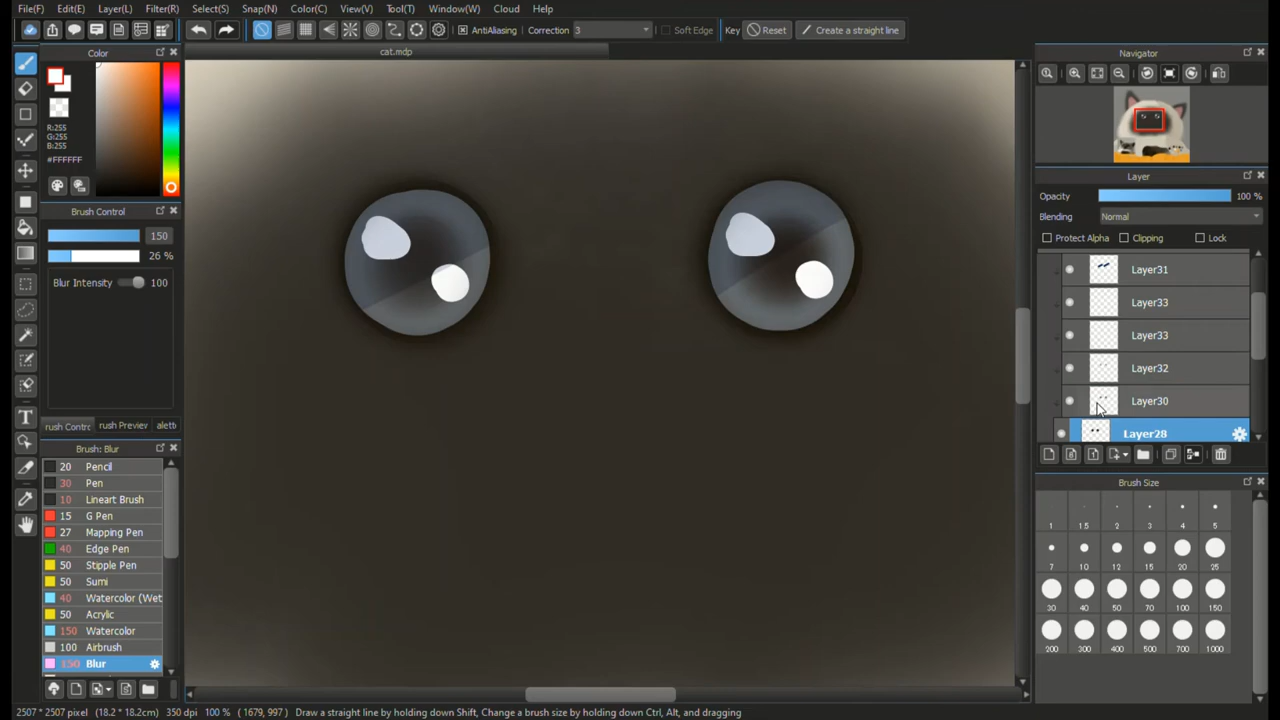 File(F) Edit(E) Layer(L) Filter(R) Select(S) Snap(N) Color(C) View(V) Tool(T) Window(W) Cloud Help
AntiAliasing Correction 3 Soft Edge Key Reset Create a straight line
Color
cat.mdp
Navigator
R:255
G:255
B:255
#FFFFFF
Layer
Opacity 100 %
Brush Control
Blending Normal
150
Protect Alpha Clipping Lock
26 %
Layer31
Blur Intensity 100
Layer33
Layer33
Layer32
Layer30
rush Contrc rush Preview alett
Layer28
Brush: Blur
20 Pencil
Brush Size
30 Pen
10 Lineart Brush
15 G Pen
1 1.5 2 3 4 5
27 Mapping Pen
40 Edge Pen
50 Stipple Pen
7 10 12 15 20 25
50 Sumi
40 Watercolor (Wet
30 40 50 70 100 150
50 Acrylic
150 Watercolor
100 Airbrush
200 300 400 500 700 1000
150 Blur
2507 * 2507 pixel (18.2 * 18.2cm) 350 dpi 100 % ( 1679, 997 ) Draw a straight line by holding down Shift, Change a brush size by holding down Ctrl, Alt, and dragging